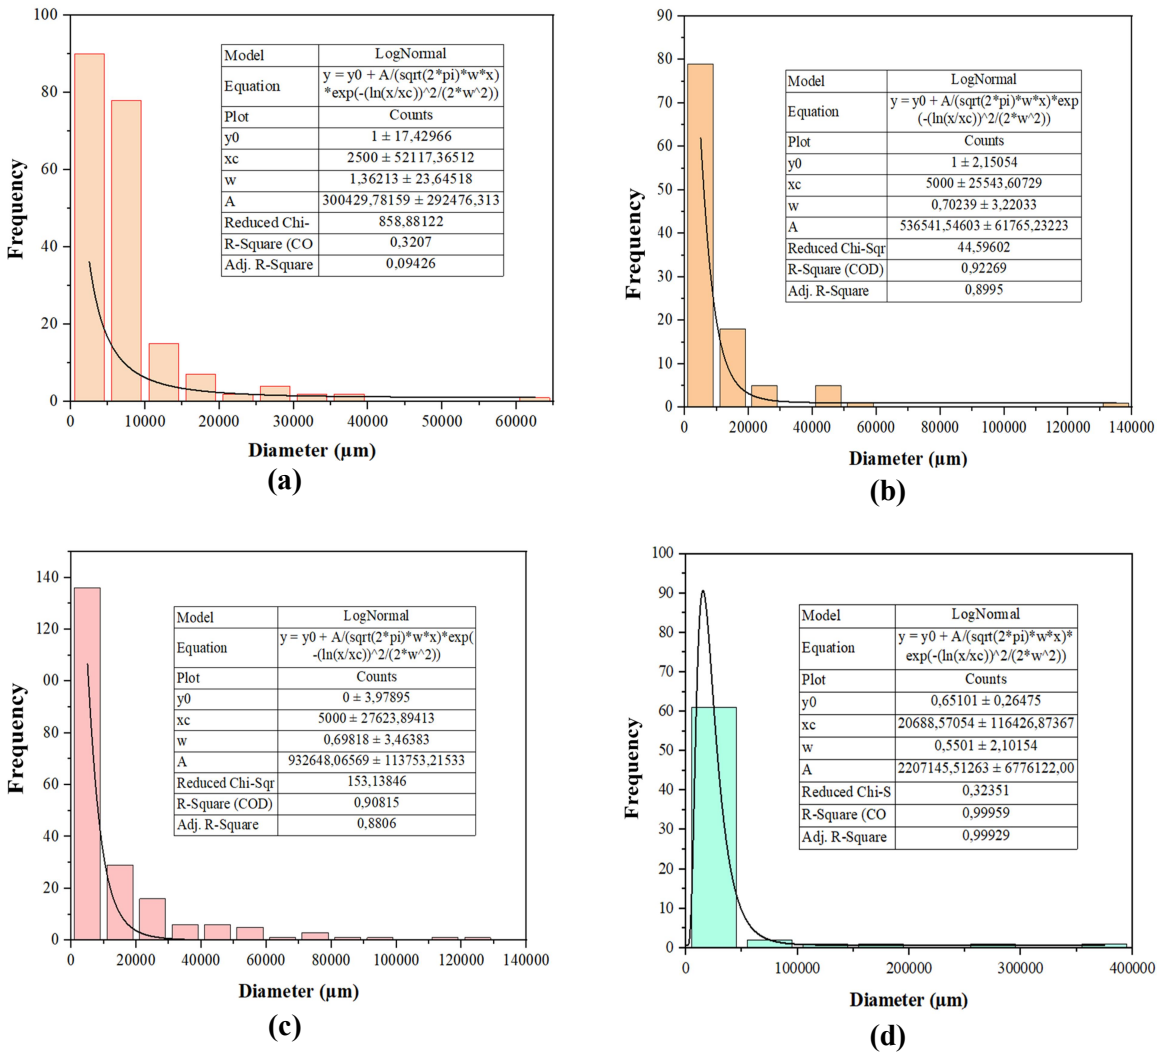 100
80
60
40
20
0
Frequency
Model LogNormal
Equation y = y0 + A/(sqrt(2*pi)*w*x)
*exp(-(ln(x/xc))^2/(2*w^2))
Plot Counts
y0 1 ± 17,42966
xc 2500 ± 52117,36512
w 1,36213 ± 23,64518
A 300429,78159 ± 292476,313
Reduced Chi- 858,88122
R-Square (CO 0,3207
Adj. R-Square 0,09426
0 10000 20000 30000 40000 50000 60000
Diameter (µm)
(a)
90
80
70
60
50
40
30
20
10
0
Frequency
Model LogNormal
Equation y = y0 + A/(sqrt(2*pi)*w*x)*exp
(-(ln(x/xc))^2/(2*w^2))
Plot Counts
y0 1 ± 2,15054
xc 5000 ± 25543,60729
w 0,70239 ± 3,22033
A 536541,54603 ± 61765,23223
Reduced Chi-Sqr 44,59602
R-Square (COD) 0,92269
Adj. R-Square 0,8995
0 20000 40000 60000 80000 100000 120000 140000
Diameter (µm)
(b)
140
120
00
80
60
40
20
0
Frequency
Model LogNormal
Equation y = y0 + A/(sqrt(2*pi)*w*x)*exp(
-(ln(x/xc))^2/(2*w^2))
Plot Counts
y0 0 ± 3,97895
xc 5000 ± 27623,89413
w 0,69818 ± 3,46383
A 932648,06569 ± 113753,21533
Reduced Chi-Sqr 153,13846
R-Square (COD) 0,90815
Adj. R-Square 0,8806
0 20000 40000 60000 80000 100000 120000 140000
Diameter (µm)
(c)
100
90
80
70
60
50
40
30
20
10
0
Frequency
Model LogNormal
Equation y = y0 + A/(sqrt(2*pi)*w*x)*
exp(-(ln(x/xc))^2/(2*w^2))
Plot Counts
y0 0,65101 ± 0,26475
xc 20688,57054 ± 116426,87367
w 0,5501 ± 2,10154
A 2207145,51263 ± 6776122,00
Reduced Chi-S 0,32351
R-Square (CO 0,99959
Adj. R-Square 0,99929
0 100000 200000 300000 400000
Diameter (µm)
(d)